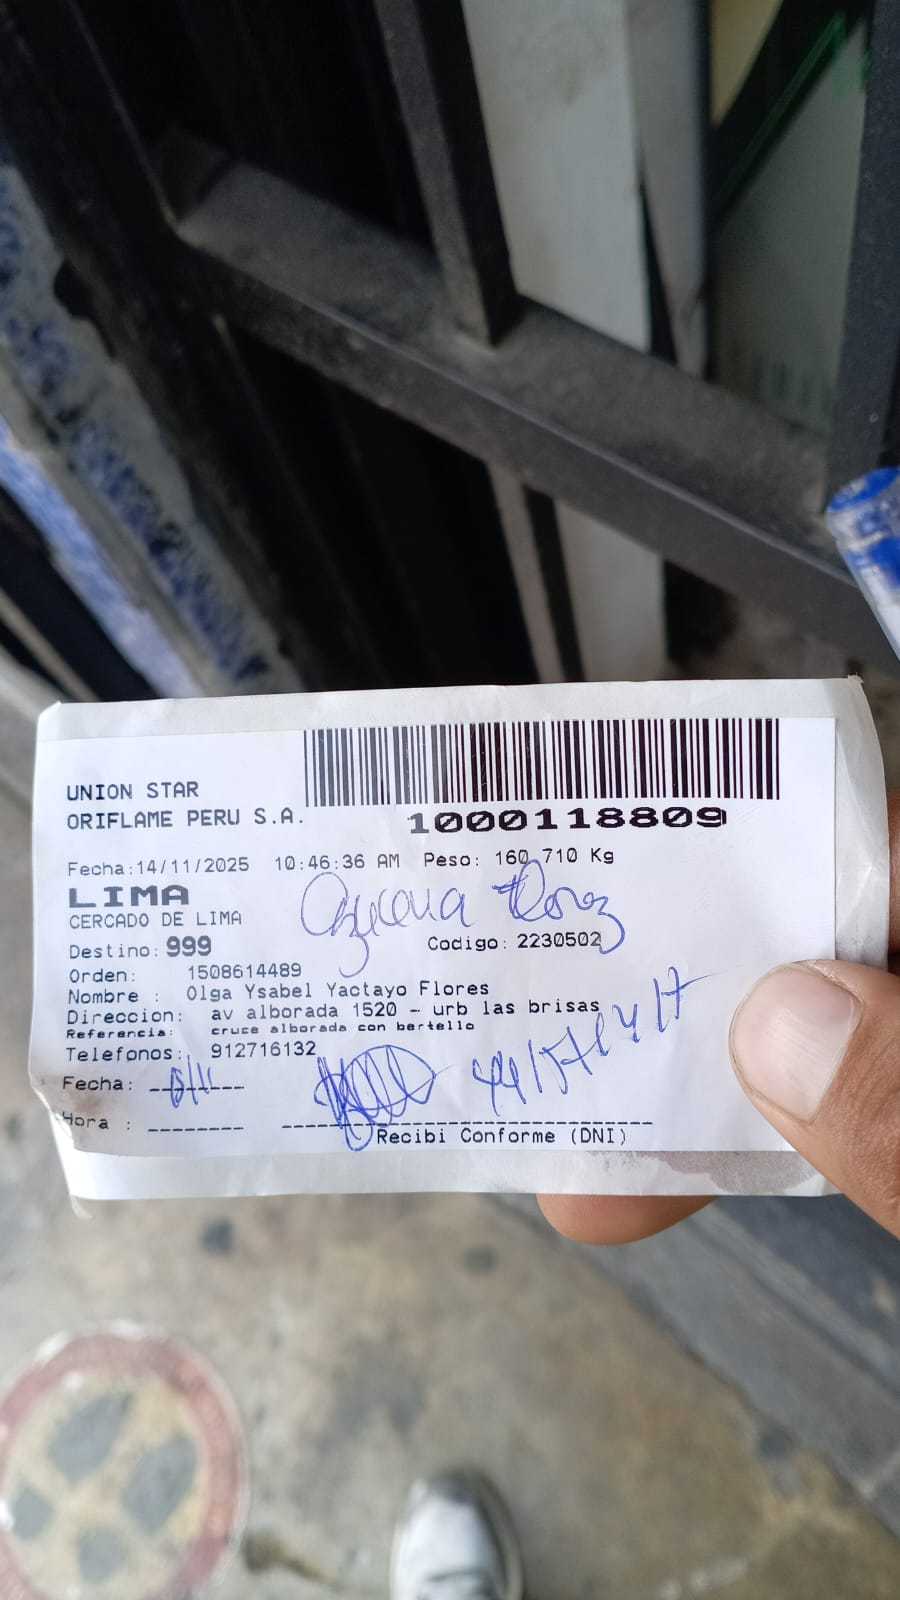 UNION STAR
ORIFLAME PERU S.A.
1000118809
Fecha:14/11/2025 10:46:36 AM Peso: 160,710 Kg
LIMA
CERCADO DE LIMA
Destino: 999
Codigo: 2230502
Orden: 1508614489
Nombre : Olga Ysabel Yactayo Flores
Direccion: av alborada 1520 - urb las brisas
Referencia: cruce alborada con bertello
Telefonos: 912716132
Fecha:
Hora :
Recibi Conforme (DNI)